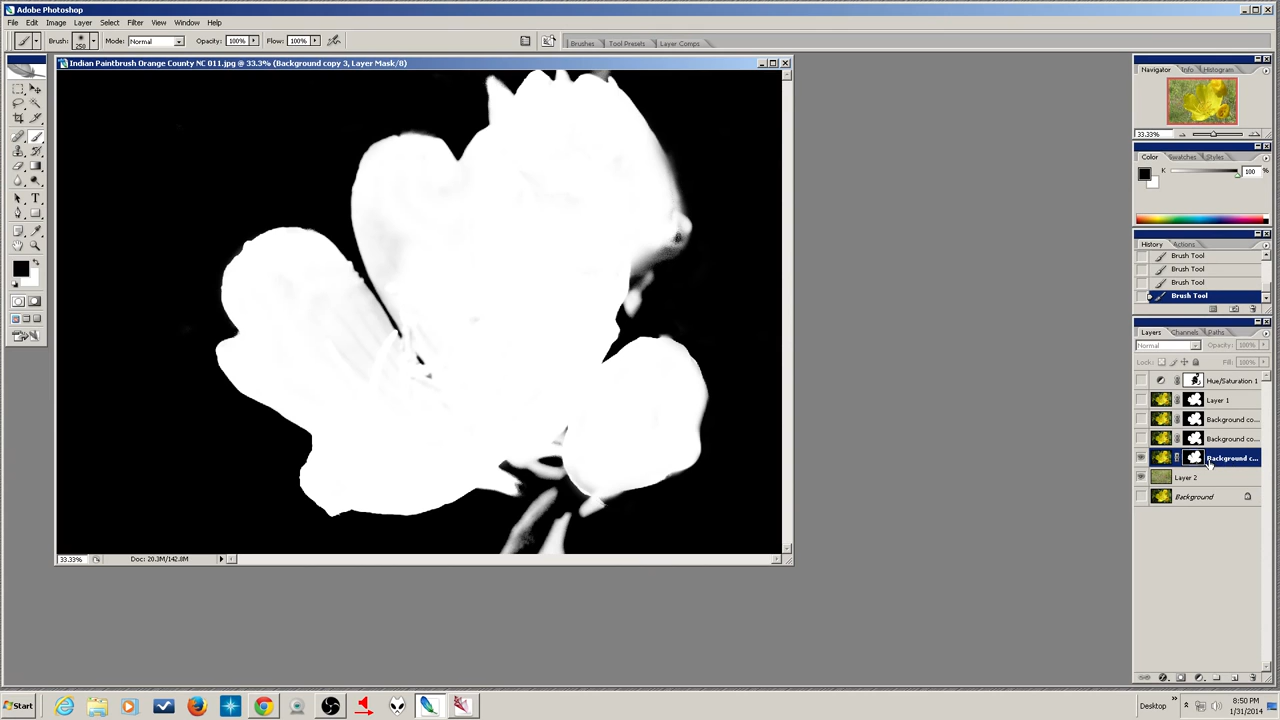 Adobe Photoshop
File Edit Image Layer Select Filter View Window Help
Brush: 250 Mode: Normal Opacity: 100% Flow: 100% Brushes Tool Presets Layer Comps
Indian Paintbrush Orange County NC 011.jpg @ 33.3% (Background copy 3, Layer Mask/8)
33.33% Doc: 20.3M/142.8M
Navigator Info Histogram
33.33%
Color Swatches Styles
K 100 %
History Actions
Brush Tool
Brush Tool
Brush Tool
Brush Tool
Layers Channels Paths
Normal Opacity: 100%
Lock: Fill: 100%
Hue/Saturation 1
Layer 1
Background co...
Background co...
Background c...
Layer 2
Background
Start Desktop 8:50 PM
1/31/2014